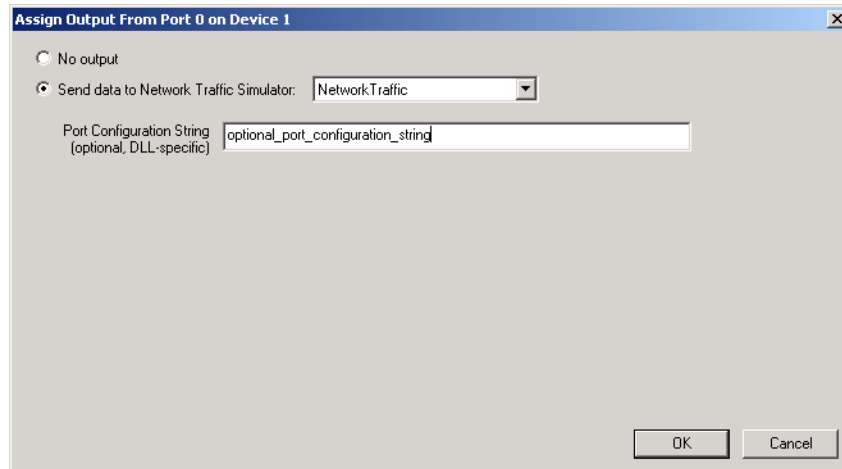 Assign Output From Port 0 on Device 1
No output
Send data to Network Traffic Simulator: NetworkTraffic
Port Configuration String optional_port_configuration_string
(optional, DLL-specific)
OK Cancel